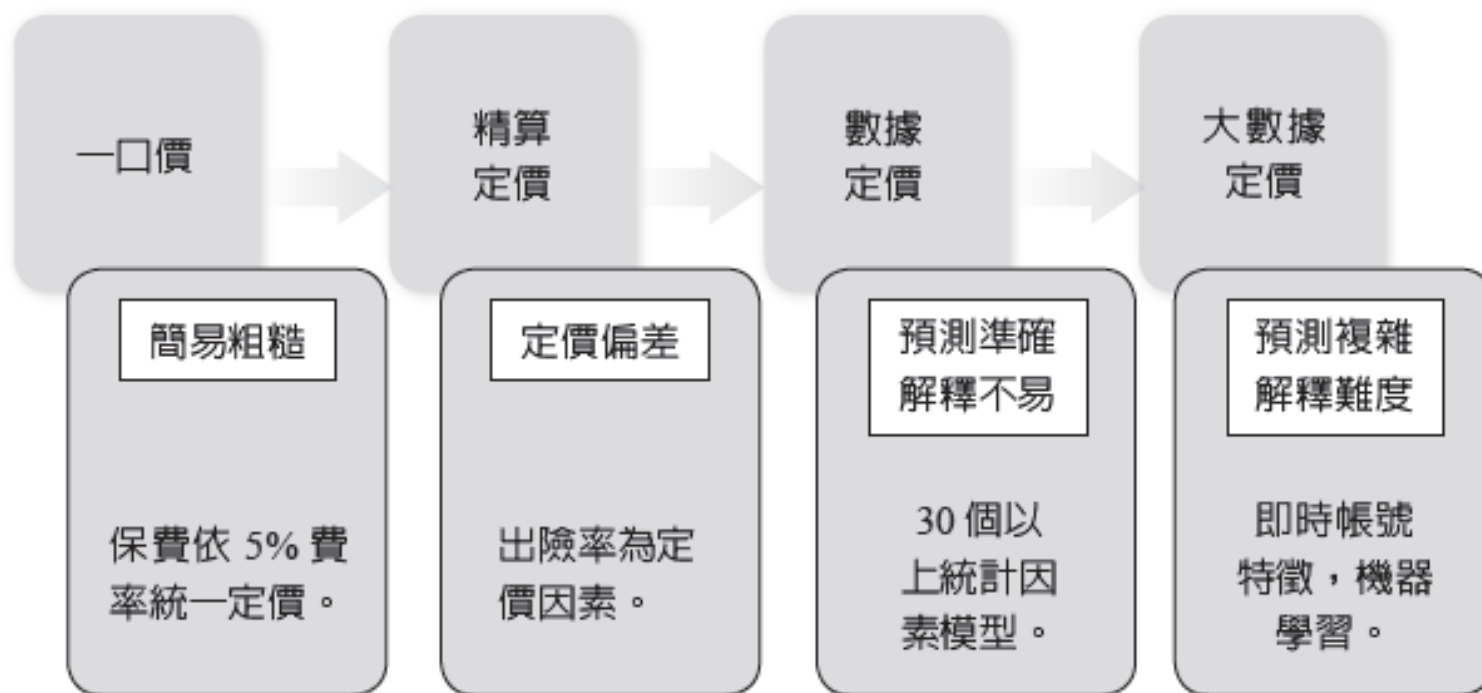 一口價
精算
定價
數據
定價
大數據
定價
簡易粗糙
保費依 5% 費
率統一定價。
定價偏差
出險率為定
價因素。
預測準確
解釋不易
30 個以
上統計因
素模型。
預測複雜
解釋難度
即時帳號
特徵，機器
學習。